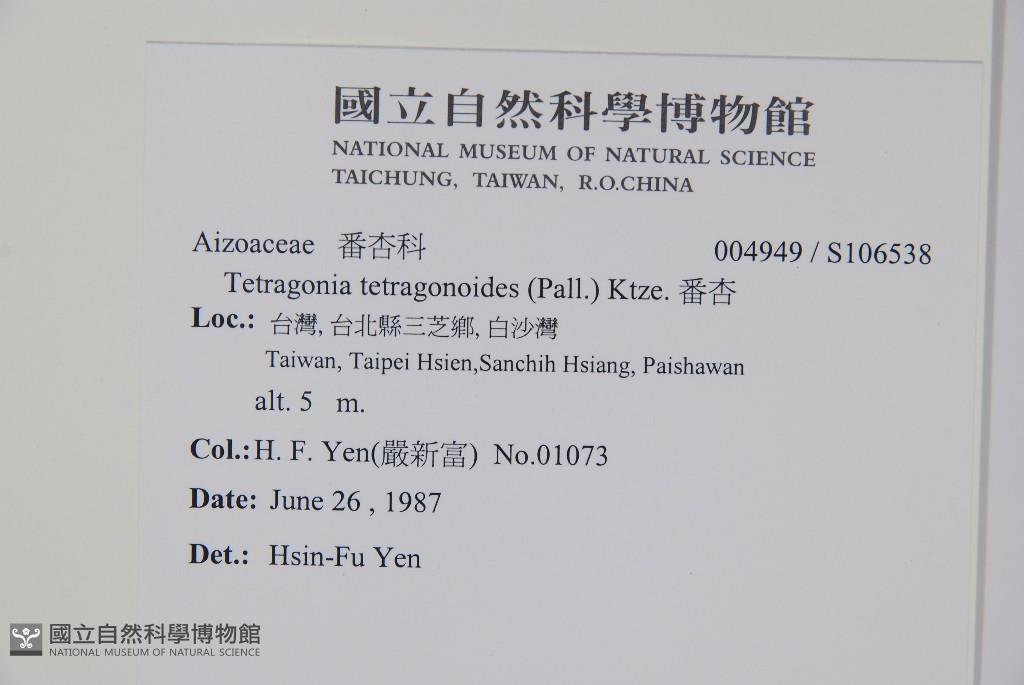 國立自然科學博物館
NATIONAL MUSEUM OF NATURAL SCIENCE
TAICHUNG, TAIWAN, R.O.CHINA
Aizoaceae 番杏科 004949 / S106538
Tetragonia tetragonoides (Pall.) Ktze. 番杏
Loc.: 台灣, 台北縣三芝鄉, 白沙灣
Taiwan, Taipei Hsien,Sanchih Hsiang, Paishawan
alt. 5 m.
Col.:H. F. Yen(嚴新富) No.01073
Date: June 26 , 1987
Det.: Hsin-Fu Yen
國立自然科學博物館
NATIONAL MUSEUM OF NATURAL SCIENCE